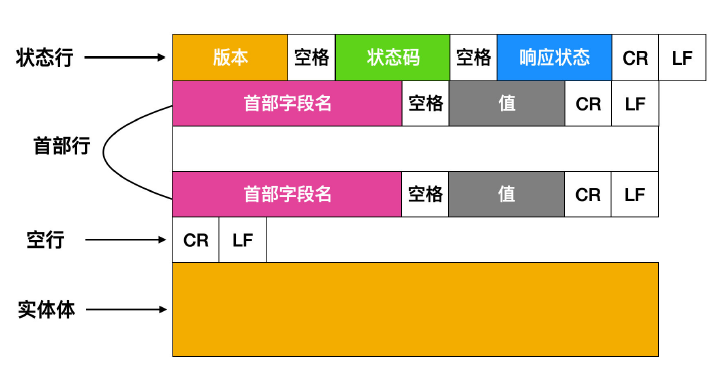 状态行 版本 空格 状态码 空格 响应状态 CR LF
首部字段名 空格 值 CR LF
首部行
首部字段名 空格 值 CR LF
空行 CR LF
实体体